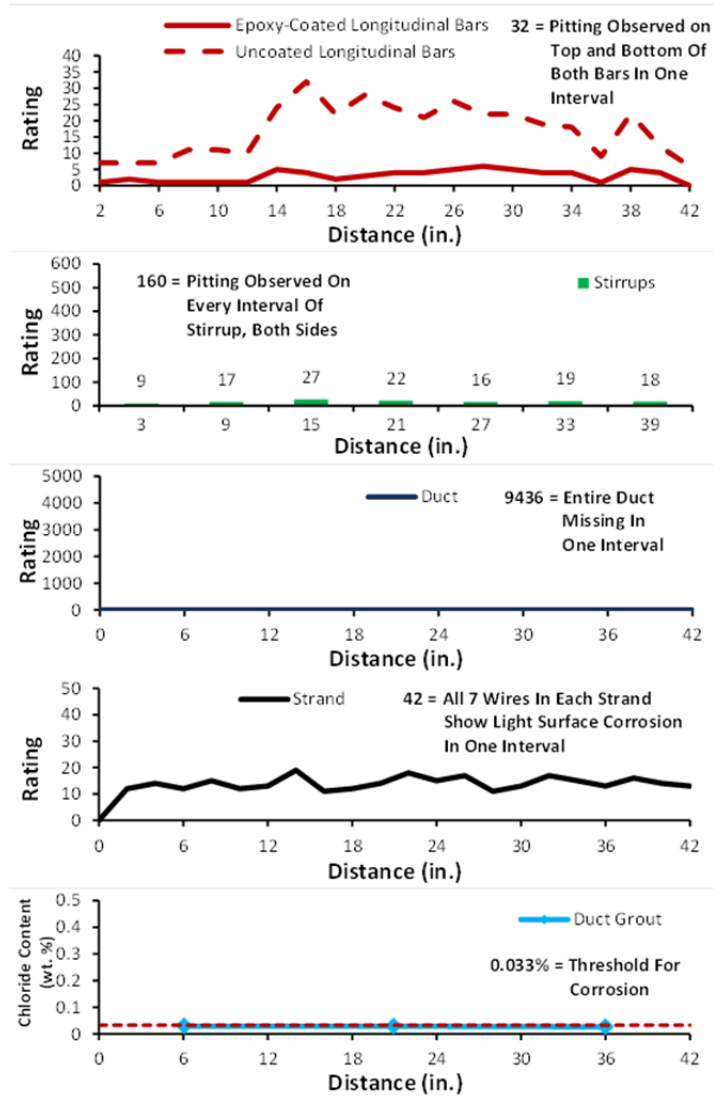 Epoxy-Coated Longitudinal Bars
Uncoated Longitudinal Bars
32 = Pitting Observed on
Top and Bottom Of
Both Bars In One
Interval
Rating
40
35
30
25
20
15
10
5
0
2 6 10 14 18 22 26 30 34 38 42
Distance (in.)
160 = Pitting Observed On
Every Interval Of
Stirrup, Both Sides
Stirrups
Rating
600
500
400
300
200
100
0
9 17 27 22 16 19 18
3 9 15 21 27 33 39
Distance (in.)
Duct
9436 = Entire Duct
Missing In
One Interval
Rating
5000
4000
3000
2000
1000
0
0 6 12 18 24 30 36 42
Distance (in.)
Strand
42 = All 7 Wires In Each Strand
Show Light Surface Corrosion
In One Interval
Rating
50
40
30
20
10
0
0 6 12 18 24 30 36 42
Distance (in.)
Duct Grout
0.033% = Threshold For
Corrosion
Chloride Content
(wt. %)
0.5
0.4
0.3
0.2
0.1
0
0 6 12 18 24 30 36 42
Distance (in.)